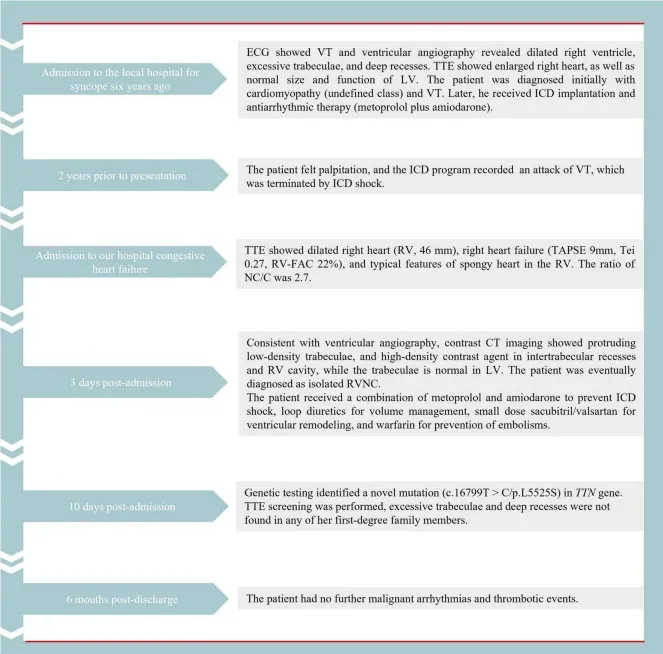 Admission to the local hospital for
syncope six years ago
ECG showed VT and ventricular angiography revealed dilated right ventricle,
excessive trabeculae, and deep recesses. TTE showed enlarged right heart, as well as
normal size and function of LV. The patient was diagnosed initially with
cardiomyopathy (undefined class) and VT. Later, he received ICD implantation and
antiarrhythmic therapy (metoprolol plus amiodarone).
2 years prior to presentation
The patient felt palpitation, and the ICD program recorded an attack of VT, which
was terminated by ICD shock.
Admission to our hospital congestive
heart failure
TTE showed dilated right heart (RV, 46 mm), right heart failure (TAPSE 9mm, Tei
0.27, RV-FAC 22%), and typical features of spongy heart in the RV. The ratio of
NC/C was 2.7.
3 days post-admission
Consistent with ventricular angiography, contrast CT imaging showed protruding
low-density trabeculae, and high-density contrast agent in intertrabecular recesses
and RV cavity, while the trabeculae is normal in LV. The patient was eventually
diagnosed as isolated RVNC.
The patient received a combination of metoprolol and amiodarone to prevent ICD
shock, loop diuretics for volume management, small dose sacubitril/valsartan for
ventricular remodeling, and warfarin for prevention of embolisms.
10 days post-admission
Genetic testing identified a novel mutation (c.16799T > C/p.L5525S) in TTN gene.
TTE screening was performed, excessive trabeculae and deep recesses were not
found in any of her first-degree family members.
6 mouths post-discharge
The patient had no further malignant arrhythmias and thrombotic events.